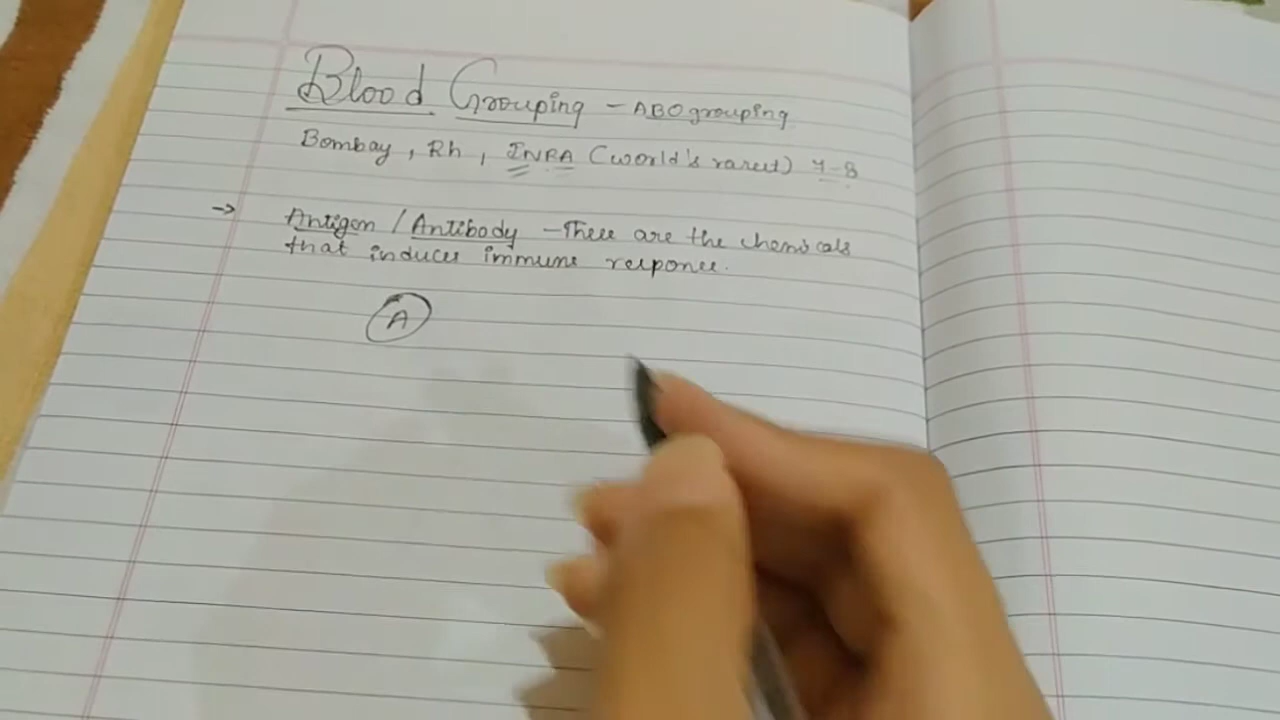 Blood Grouping - ABO grouping
Bombay, Rh, INRA (world's rarest) 7-8
→ Antigen / Antibody - These are the chemicals
that induces immune response.
A